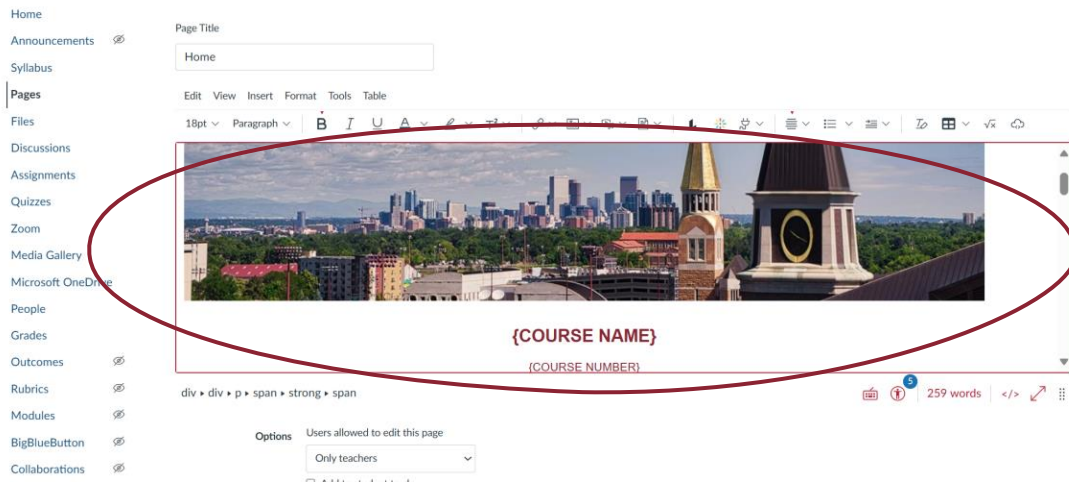 Home
Announcements
Syllabus
Pages
Files
Discussions
Assignments
Quizzes
Zoom
Media Gallery
Microsoft OneDrive
People
Grades
Outcomes
Rubrics
Modules
BigBlueButton
Collaborations
Page Title
Home
Edit View Insert Format Tools Table
18pt Paragraph B I U A T²
{COURSE NAME}
{COURSE NUMBER}
div ▸ div ▸ p ▸ span ▸ strong ▸ span
5
259 words </>
Options Users allowed to edit this page
Only teachers